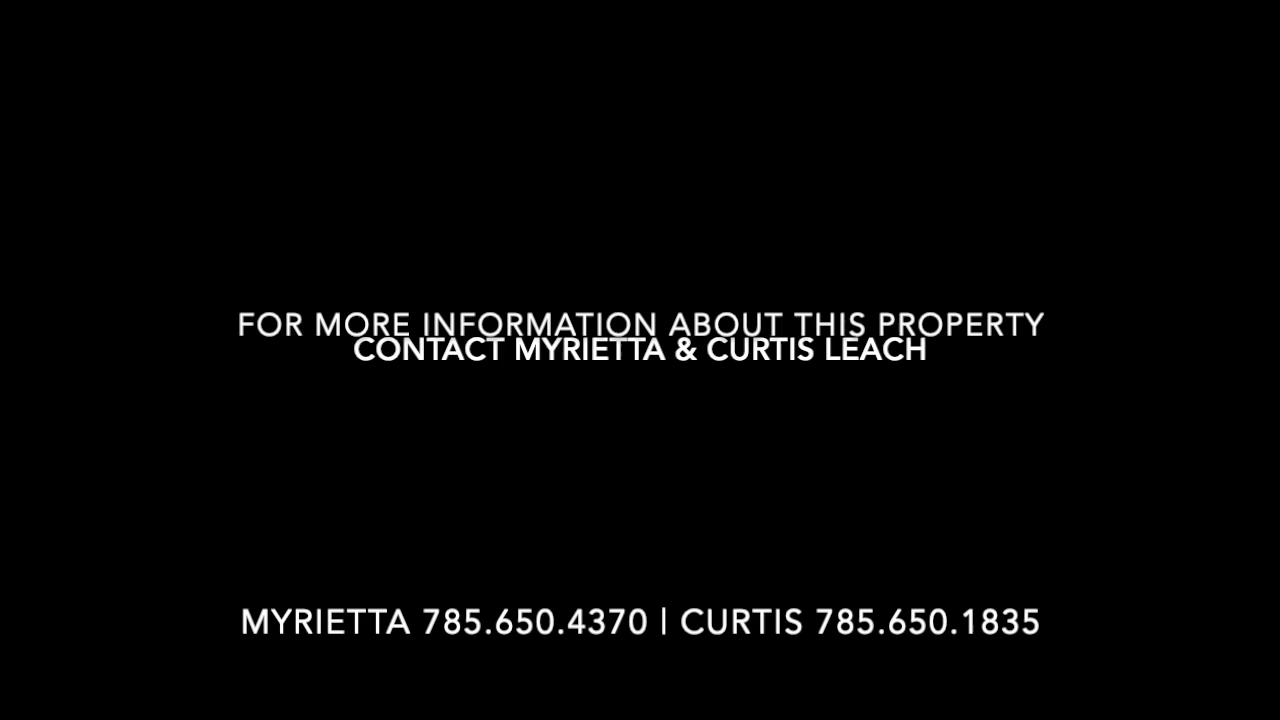 FOR MORE INFORMATION ABOUT THIS PROPERTY
CONTACT MYRIETTA & CURTIS LEACH
MYRIETTA 785.650.4370 | CURTIS 785.650.1835